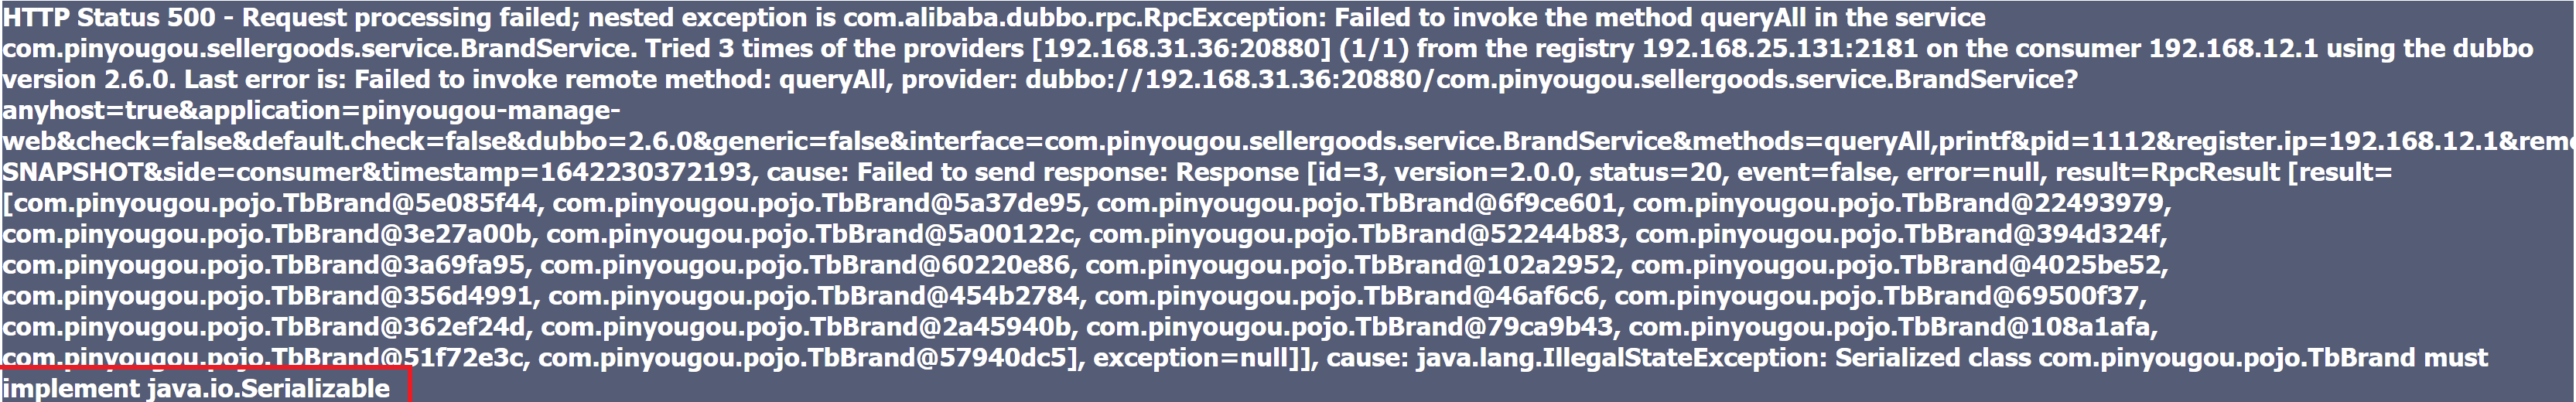 HTTP Status 500 - Request processing failed; nested exception is com.alibaba.dubbo.rpc.RpcException: Failed to invoke the method queryAll in the service
com.pinyougou.sellergoods.service.BrandService. Tried 3 times of the providers [192.168.31.36:20880] (1/1) from the registry 192.168.25.131:2181 on the consumer 192.168.12.1 using the dubbo
version 2.6.0. Last error is: Failed to invoke remote method: queryAll, provider: dubbo://192.168.31.36:20880/com.pinyougou.sellergoods.service.BrandService?
anyhost=true&application=pinyougou-manage-
web&check=false&default.check=false&dubbo=2.6.0&generic=false&interface=com.pinyougou.sellergoods.service.BrandService&methods=queryAll,printf&pid=1112&register.ip=192.168.12.1&rem
SNAPSHOT&side=consumer&timestamp=1642230372193, cause: Failed to send response: Response [id=3, version=2.0.0, status=20, event=false, error=null, result=RpcResult [result=
[com.pinyougou.pojo.TbBrand@5e085f44, com.pinyougou.pojo.TbBrand@5a37de95, com.pinyougou.pojo.TbBrand@6f9ce601, com.pinyougou.pojo.TbBrand@22493979,
com.pinyougou.pojo.TbBrand@3e27a00b, com.pinyougou.pojo.TbBrand@5a00122c, com.pinyougou.pojo.TbBrand@52244b83, com.pinyougou.pojo.TbBrand@394d324f,
com.pinyougou.pojo.TbBrand@3a69fa95, com.pinyougou.pojo.TbBrand@60220e86, com.pinyougou.pojo.TbBrand@102a2952, com.pinyougou.pojo.TbBrand@4025be52,
com.pinyougou.pojo.TbBrand@356d4991, com.pinyougou.pojo.TbBrand@454b2784, com.pinyougou.pojo.TbBrand@46af6c6, com.pinyougou.pojo.TbBrand@69500f37,
com.pinyougou.pojo.TbBrand@362ef24d, com.pinyougou.pojo.TbBrand@2a45940b, com.pinyougou.pojo.TbBrand@79ca9b43, com.pinyougou.pojo.TbBrand@108a1afa,
com.pinyougou.pojo.TbBrand@51f72e3c, com.pinyougou.pojo.TbBrand@57940dc5], exception=null]], cause: java.lang.IllegalStateException: Serialized class com.pinyougou.pojo.TbBrand must
implement java.io.Serializable